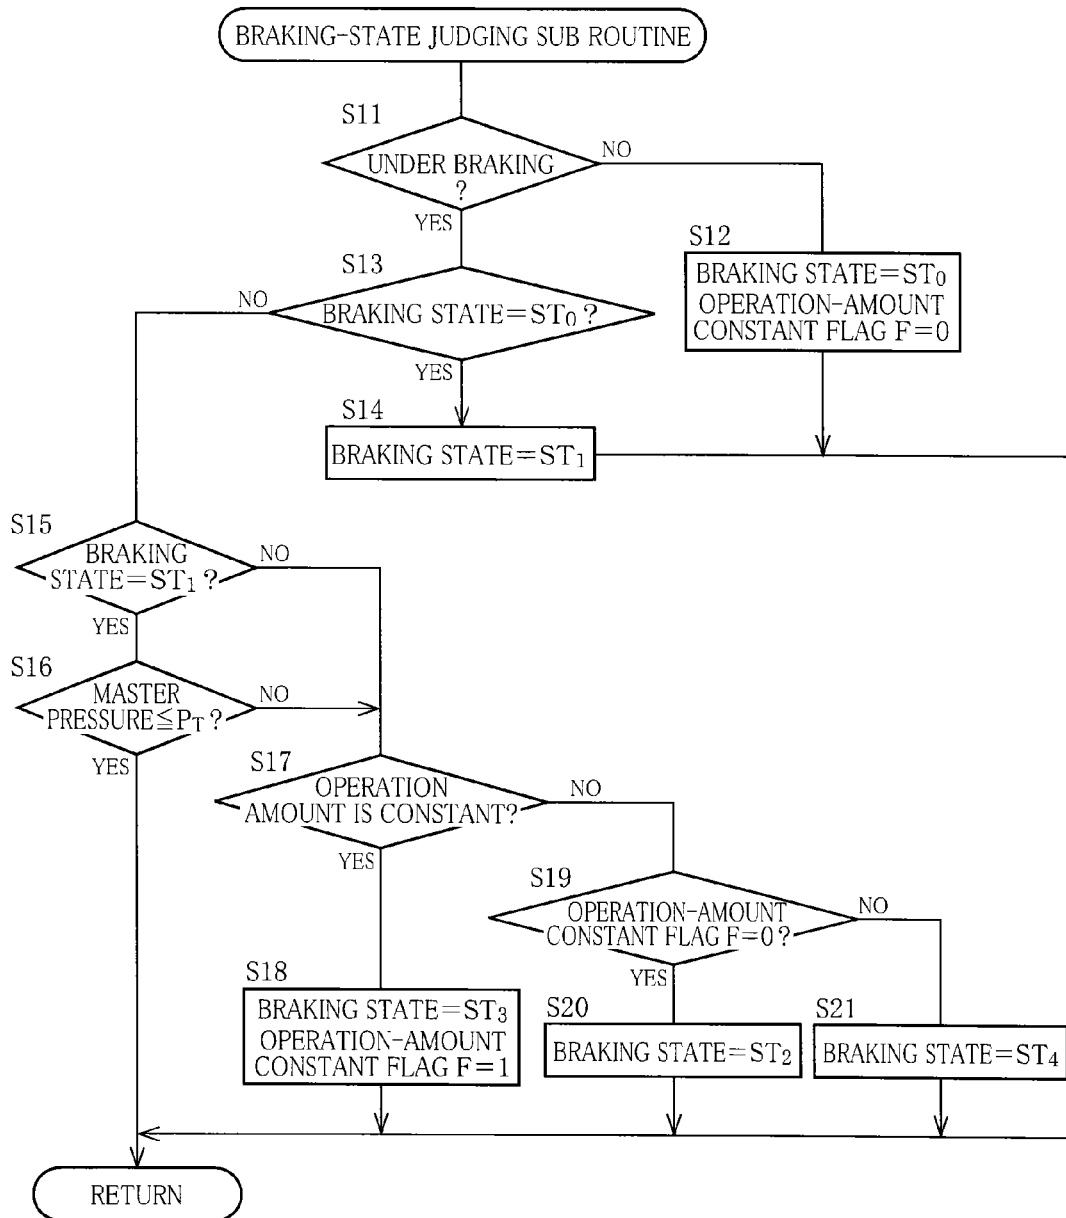 BRAKING-STATE JUDGING SUB ROUTINE
S11
UNDER BRAKING
?
NO
YES
S12
BRAKING STATE=ST₀
OPERATION-AMOUNT
CONSTANT FLAG F=0
S13
NO
BRAKING STATE=ST₀?
YES
S14
BRAKING STATE=ST₁
S15
BRAKING
STATE=ST₁?
NO
YES
S16
MASTER
PRESSURE≦P_T?
NO
YES
S17
OPERATION
AMOUNT IS CONSTANT?
NO
YES
S18
BRAKING STATE=ST₃
OPERATION-AMOUNT
CONSTANT FLAG F=1
S19
OPERATION-AMOUNT
CONSTANT FLAG F=0?
NO
YES
S20
BRAKING STATE=ST₂
S21
BRAKING STATE=ST₄
RETURN